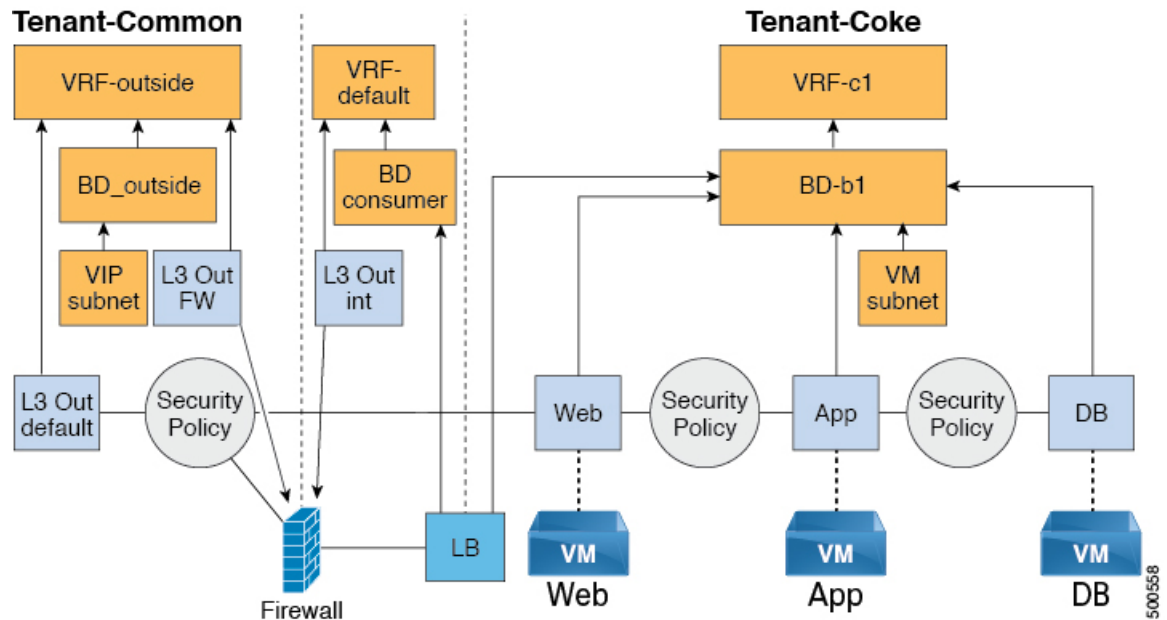 Tenant-Common
Tenant-Coke
VRF-outside
VRF-
default
VRF-c1
BD_outside
BD
consumer
BD-b1
VIP
subnet
L3 Out
FW
L3 Out
int
VM
subnet
L3 Out
default
Security
Policy
Web
Security
Policy
App
Security
Policy
DB
LB
VM
VM
VM
Firewall
Web
App
DB
500558